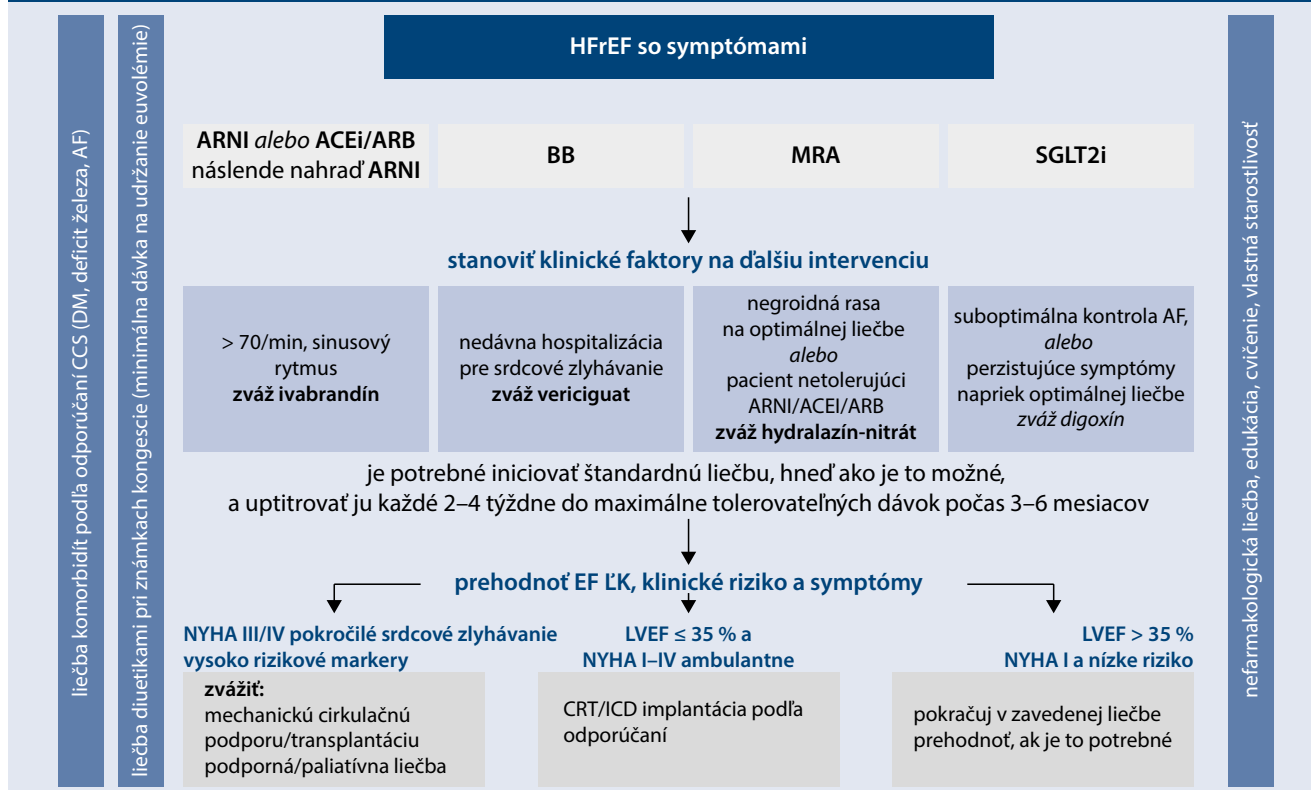 HFrEF so symptómami
liečba komorbidít podľa odporúčaní CCS (DM, deficit železa, AF)
liečba diuetikami pri známkach kongescie (minimálna dávka na udržanie euvolémie)
ARNI alebo ACEi/ARB
náslende nahraď ARNI
BB
MRA
SGLT2i
stanoviť klinické faktory na ďalšiu intervenciu
> 70/min, sinusový
rytmus
zváž ivabrandín
nedávna hospitalizácia
pre srdcové zlyhávanie
zváž vericiguat
negroidná rasa
na optimálnej liečbe
alebo
pacient netolerujúci
ARNI/ACEI/ARB
zváž hydralazín-nitrát
suboptimálna kontrola AF,
alebo
perzistujúce symptómy
napriek optimálnej liečbe
zváž digoxín
je potrebné iniciovať štandardnú liečbu, hneď ako je to možné,
a uptitrovať ju každé 2–4 týždne do maximálne tolerovateľných dávok počas 3–6 mesiacov
prehodnoť EF ĽK, klinické riziko a symptómy
NYHA III/IV pokročilé srdcové zlyhávanie
vysoko rizikové markery
zvážiť:
mechanickú cirkulačnú
podporu/transplantáciu
podporná/paliatívna liečba
LVEF ≤ 35 % a
NYHA I–IV ambulantne
CRT/ICD implantácia podľa
odporúčaní
LVEF > 35 %
NYHA I a nízke riziko
pokračuj v zavedenej liečbe
prehodnoť, ak je to potrebné
nefarmakologická liečba, edukácia, cvičenie, vlastná starostlivosť